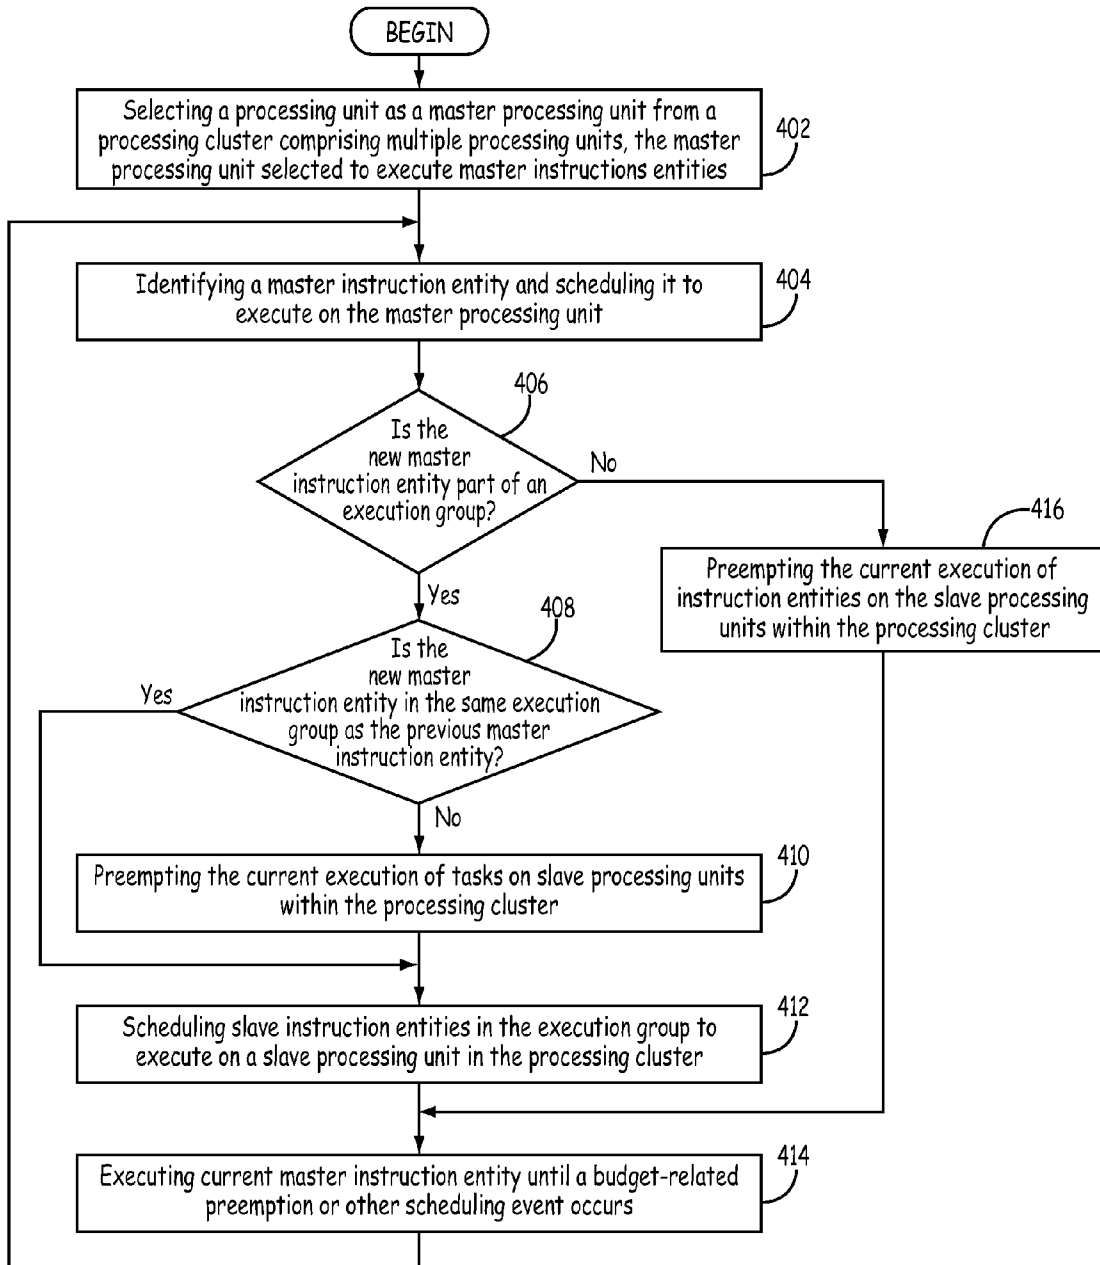 BEGIN
Selecting a processing unit as a master processing unit from a
processing cluster comprising multiple processing units, the master
processing unit selected to execute master instructions entities
402
Identifying a master instruction entity and scheduling it to
execute on the master processing unit
404
406
Is the
new master
instruction entity part of an
execution group?
No
416
Preempting the current execution of
instruction entities on the slave processing
units within the processing cluster
Yes
408
Is the
new master
instruction entity in the same execution
group as the previous master
instruction entity?
Yes
No
410
Preempting the current execution of tasks on slave processing units
within the processing cluster
412
Scheduling slave instruction entities in the execution group to
execute on a slave processing unit in the processing cluster
414
Executing current master instruction entity until a budget-related
preemption or other scheduling event occurs